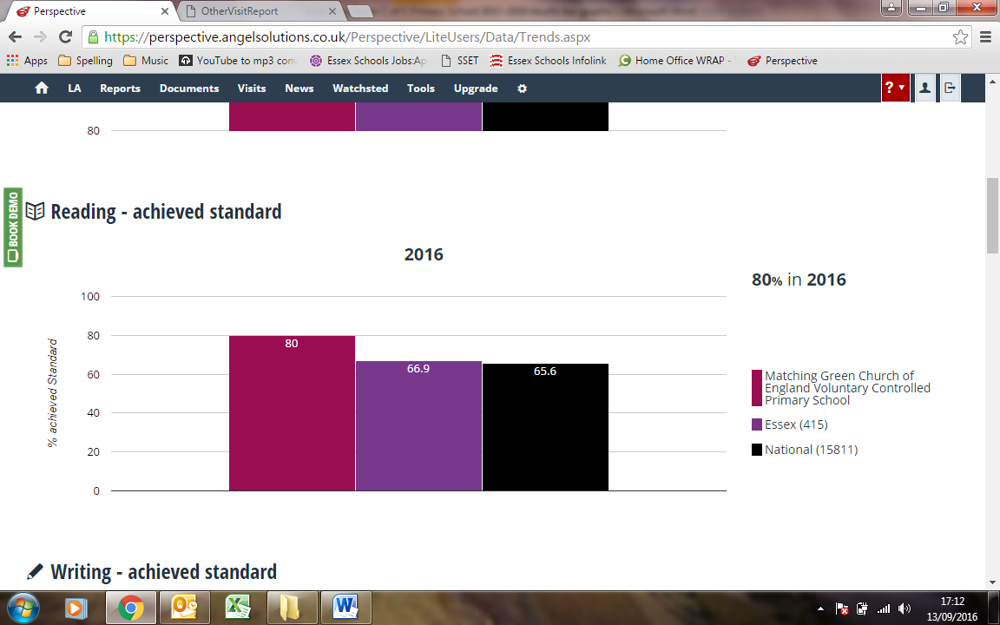 Perspective
OtherVisitReport
https://perspective.angelsolutions.co.uk/Perspective/LiteUsers/Data/Trends.aspx
Apps Spelling Music YouTube to mp3 conv Essex Schools Jobs:Ap SSET Essex Schools Infolink Home Office WRAP - Perspective
LA Reports Documents Visits News Watchsted Tools Upgrade ?
80
BOOK DEMO
Reading - achieved standard
2016
80% in 2016
100
80
60
40
20
0
% achieved Standard
80
66.9
65.6
Matching Green Church of
England Voluntary Controlled
Primary School
Essex (415)
National (15811)
Writing - achieved standard
17:12
13/09/2016